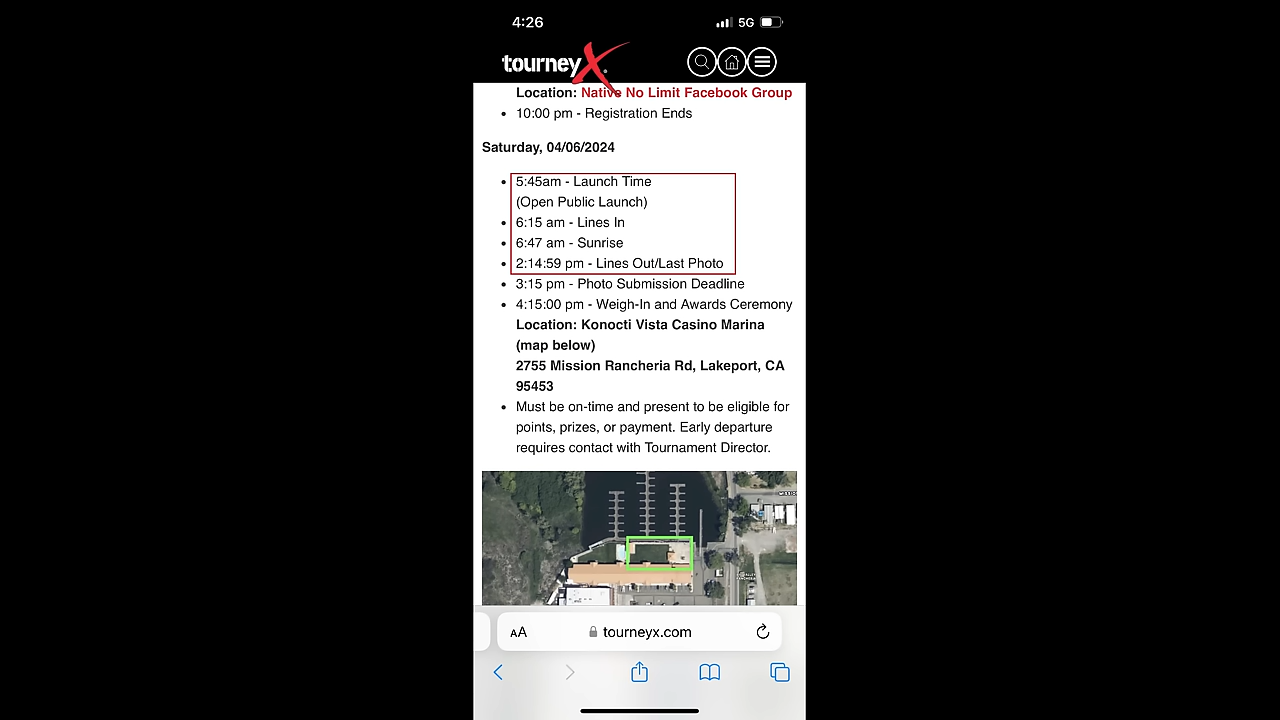 4:26
5G
tourneyX
Location: Native No Limit Facebook Group
• 10:00 pm - Registration Ends
Saturday, 04/06/2024
• 5:45am - Launch Time
(Open Public Launch)
• 6:15 am - Lines In
• 6:47 am - Sunrise
• 2:14:59 pm - Lines Out/Last Photo
• 3:15 pm - Photo Submission Deadline
• 4:15:00 pm - Weigh-In and Awards Ceremony
Location: Konocti Vista Casino Marina
(map below)
2755 Mission Rancheria Rd, Lakeport, CA
95453
• Must be on-time and present to be eligible for
points, prizes, or payment. Early departure
requires contact with Tournament Director.
AA
tourneyx.com